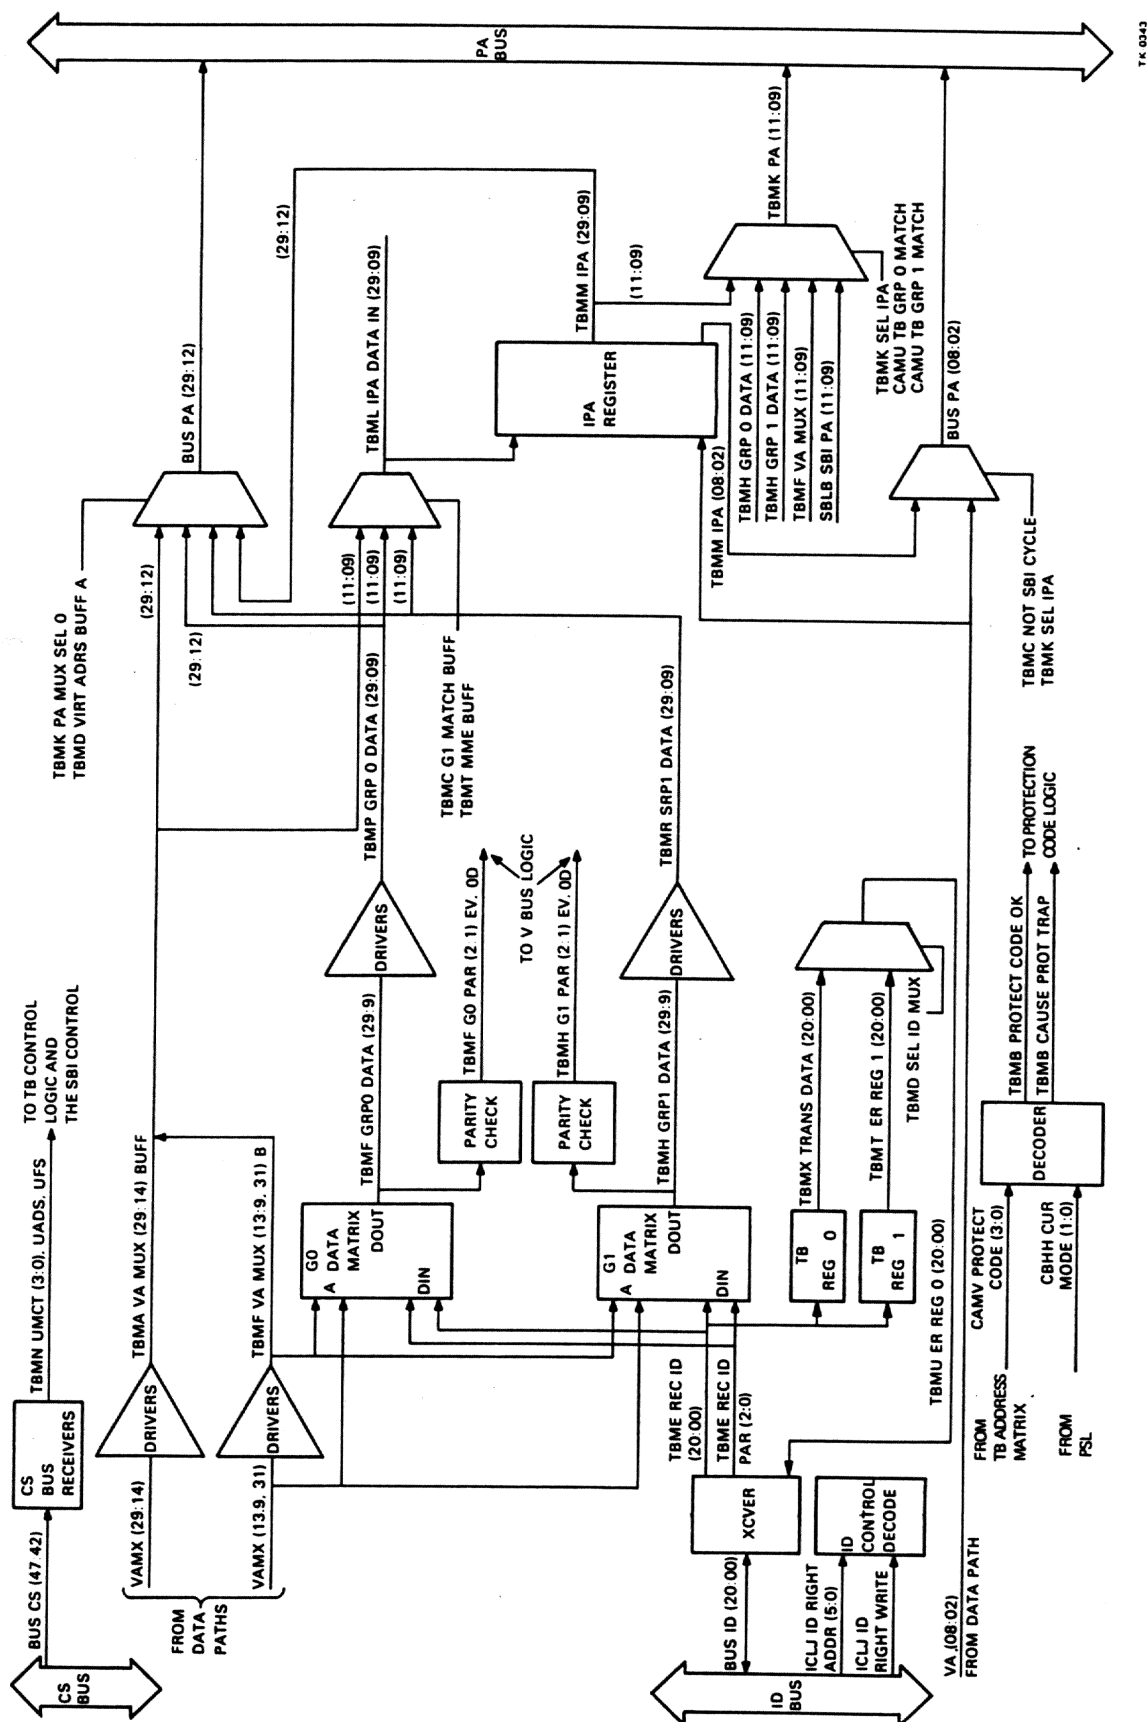 CS
BUS
BUS CS (47:42)
CS
BUS
RECEIVERS
TBMN UMCT (3:0), UADS, UFS
TO TB CONTROL
LOGIC AND
THE SBI CONTROL
VAMX (29:14)
DRIVERS
TBMA VA MUX (29:14) BUFF
VAMX (13:9, 31)
DRIVERS
TBMF VA MUX (13:9, 31) B
FROM
DATA
PATHS
TBMK PA MUX SEL 0
TBMD VIRT ADRS BUFF A
(29:12)
(29:12)
BUS PA (29:12)
(29:12)
PA
BUS
G0
A DATA
MATRIX
DOUT
DIN
TBMF GRP0 DATA (29:9)
DRIVERS
TBMP GRP 0 DATA (29:09)
(11:09)
(11:09)
(11:09)
TBML IPA DATA IN (29:09)
TBMC G1 MATCH BUFF
TBMT MME BUFF
PARITY
CHECK
TBMF G0 PAR (2:1) EV. 0D
TO V BUS LOGIC
PARITY
CHECK
TBMH G1 PAR (2:1) EV. 0D
IPA
REGISTER
TBMM IPA (29:09)
(11:09)
G1
A DATA
MATRIX
DOUT
DIN
TBMH GRP1 DATA (29:9)
DRIVERS
TBMR SRP1 DATA (29:09)
TBMM IPA (08:02)
TBMH GRP 0 DATA (11:09)
TBMH GRP 1 DATA (11:09)
TBMF VA MUX (11:09)
SBLB SBI PA (11:09)
TBMK PA (11:09)
TBMK SEL IPA
CAMU TB GRP 0 MATCH
CAMU TB GRP 1 MATCH
TBME REC ID
(20:00)
TBME REC ID
PAR (2:0)
TB
REG 0
TBMX TRANS DATA (20:00)
TB
REG 1
TBMT ER REG 1 (20:00)
TBMD SEL ID MUX
TBMU ER REG 0 (20:00)
ID
BUS
BUS ID (20:00)
XCVER
ICLJ ID RIGHT
ADDR (5:0)
ICLJ ID
RIGHT WRITE
ID
CONTROL
DECODE
VA (08:02)
FROM DATA PATH
BUS PA (08:02)
TBMC NOT SBI CYCLE
TBMK SEL IPA
FROM
TB ADDRESS
MATRIX
CAMV PROTECT
CODE (3:0)
FROM
PSL
CBHH CUR
MODE (1:0)
DECODER
TBMB PROTECT CODE OK
TBMB CAUSE PROT TRAP
TO PROTECTION
CODE LOGIC
TK 0343